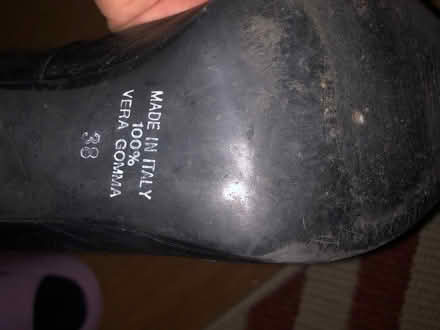 MADE IN ITALY
100%
VERA GOMMA
38